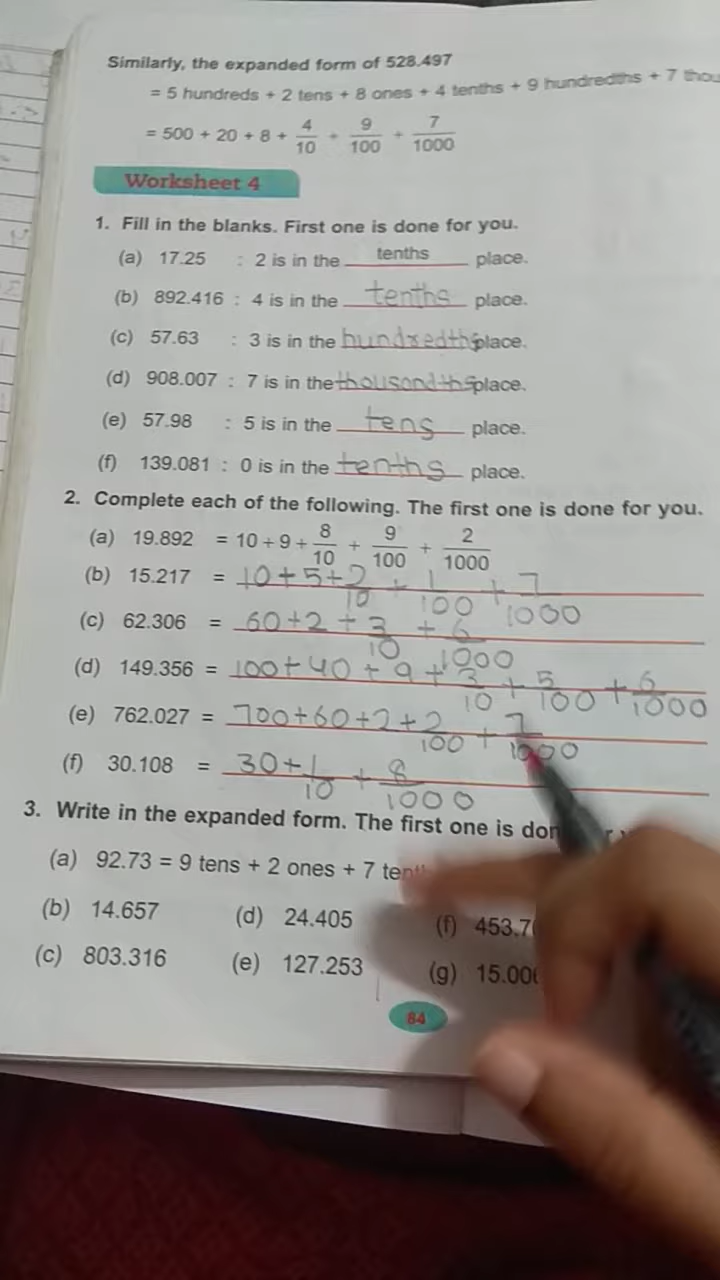 Similarly, the expanded form of 528.497
= 5 hundreds + 2 tens + 8 ones + 4 tenths + 9 hundredths + 7 thou
= 500 + 20 + 8 + 4/10 + 9/100 + 7/1000
Worksheet 4
1. Fill in the blanks. First one is done for you.
(a) 17.25 : 2 is in the tenths place.
(b) 892.416 : 4 is in the tenths place.
(c) 57.63 : 3 is in the hundredths place.
(d) 908.007 : 7 is in the thousondths place.
(e) 57.98 : 5 is in the tens place.
(f) 139.081 : 0 is in the tenths place.
2. Complete each of the following. The first one is done for you.
(a) 19.892 = 10 + 9 + 8/10 + 9/100 + 2/1000
(b) 15.217 = 10+5+2/10 + 1/100 + 7/1000
(c) 62.306 = 60+2+3/10 + 6/1000
(d) 149.356 = 100+40+9+3/10+5/100+6/1000
(e) 762.027 = 700+60+2+2/100+7/1000
(f) 30.108 = 30+1/10+8/1000
3. Write in the expanded form. The first one is don
(a) 92.73 = 9 tens + 2 ones + 7 tent
(b) 14.657 (d) 24.405 (f) 453.7
(c) 803.316 (e) 127.253 (g) 15.00
84